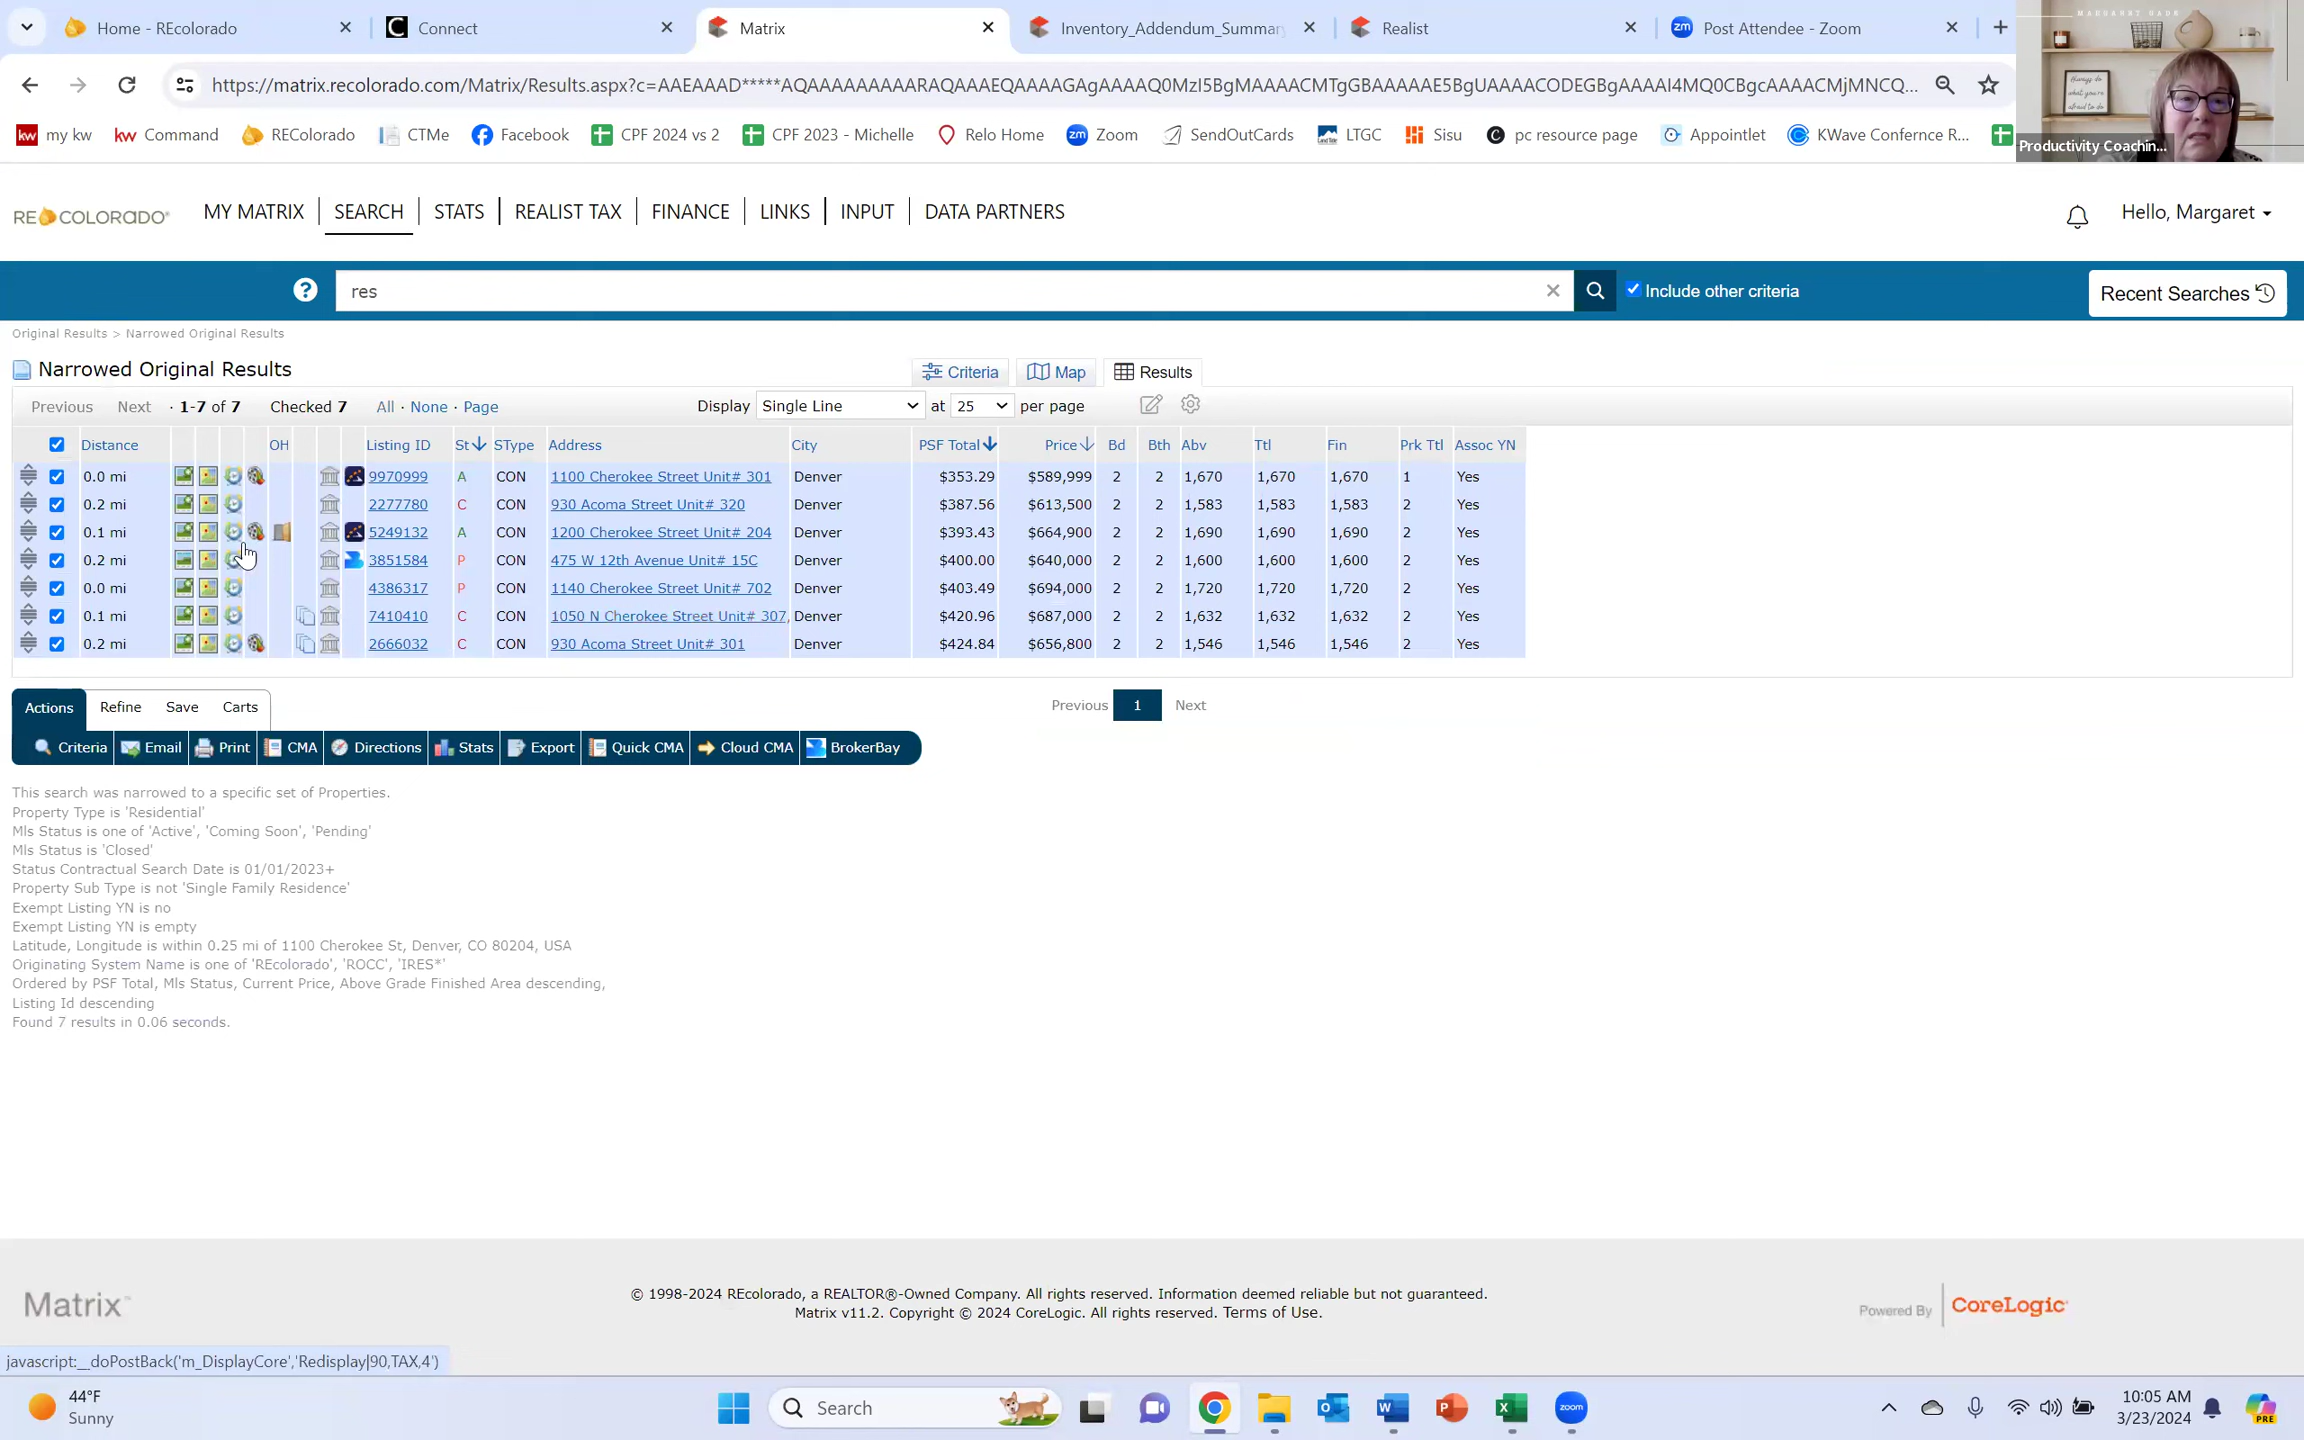 Home - REcolorado
Connect
Matrix
Inventory_Addendum_Summar
Realist
Post Attendee - Zoom
https://matrix.recolorado.com/Matrix/Results.aspx?c=AAEAAAD*****AQAAAAAAAAARAQAAAEQAAAAGAgAAAAQ0MzI5BgMAAAACMTgGBAAAAAE5BgUAAAACODEGBgAAAAI4MQ0CBgcAAAACMjMNCQ...
my kw
Command
REColorado
CTMe
Facebook
CPF 2024 vs 2
CPF 2023 - Michelle
Relo Home
Zoom
SendOutCards
LTGC
Sisu
pc resource page
Appointlet
KWave Confernce R...
MARGARET GADE
Always do what you're afraid to do
Productivity Coachin...
RECOLORADO
MY MATRIX SEARCH STATS REALIST TAX FINANCE LINKS INPUT DATA PARTNERS
Hello, Margaret
res
Include other criteria
Recent Searches
Original Results > Narrowed Original Results
Narrowed Original Results
Criteria Map Results
Previous Next · 1-7 of 7 Checked 7 All · None · Page
Display Single Line at 25 per page
Distance OH Listing ID St SType Address City PSF Total Price Bd Bth Abv Ttl Fin Prk Ttl Assoc YN
0.0 mi 9970999 A CON 1100 Cherokee Street Unit# 301 Denver $353.29 $589,999 2 2 1,670 1,670 1,670 1 Yes
0.2 mi 2277780 C CON 930 Acoma Street Unit# 320 Denver $387.56 $613,500 2 2 1,583 1,583 1,583 2 Yes
0.1 mi 5249132 A CON 1200 Cherokee Street Unit# 204 Denver $393.43 $664,900 2 2 1,690 1,690 1,690 2 Yes
0.2 mi 3851584 P CON 475 W 12th Avenue Unit# 15C Denver $400.00 $640,000 2 2 1,600 1,600 1,600 2 Yes
0.0 mi 4386317 P CON 1140 Cherokee Street Unit# 702 Denver $403.49 $694,000 2 2 1,720 1,720 1,720 2 Yes
0.1 mi 7410410 C CON 1050 N Cherokee Street Unit# 307, Denver $420.96 $687,000 2 2 1,632 1,632 1,632 2 Yes
0.2 mi 2666032 C CON 930 Acoma Street Unit# 301 Denver $424.84 $656,800 2 2 1,546 1,546 1,546 2 Yes
Actions Refine Save Carts
Previous 1 Next
Criteria Email Print CMA Directions Stats Export Quick CMA Cloud CMA BrokerBay
This search was narrowed to a specific set of Properties.
Property Type is 'Residential'
Mls Status is one of 'Active', 'Coming Soon', 'Pending'
Mls Status is 'Closed'
Status Contractual Search Date is 01/01/2023+
Property Sub Type is not 'Single Family Residence'
Exempt Listing YN is no
Exempt Listing YN is empty
Latitude, Longitude is within 0.25 mi of 1100 Cherokee St, Denver, CO 80204, USA
Originating System Name is one of 'REcolorado', 'ROCC', 'IRES*'
Ordered by PSF Total, Mls Status, Current Price, Above Grade Finished Area descending,
Listing Id descending
Found 7 results in 0.06 seconds.
Matrix™
© 1998-2024 REcolorado, a REALTOR®-Owned Company. All rights reserved. Information deemed reliable but not guaranteed.
Matrix v11.2. Copyright © 2024 CoreLogic. All rights reserved. Terms of Use.
Powered By CoreLogic
javascript:__doPostBack('m_DisplayCore','Redisplay|90,TAX,4')
44°F
Sunny
Search
zoom
10:05 AM
3/23/2024
PRE